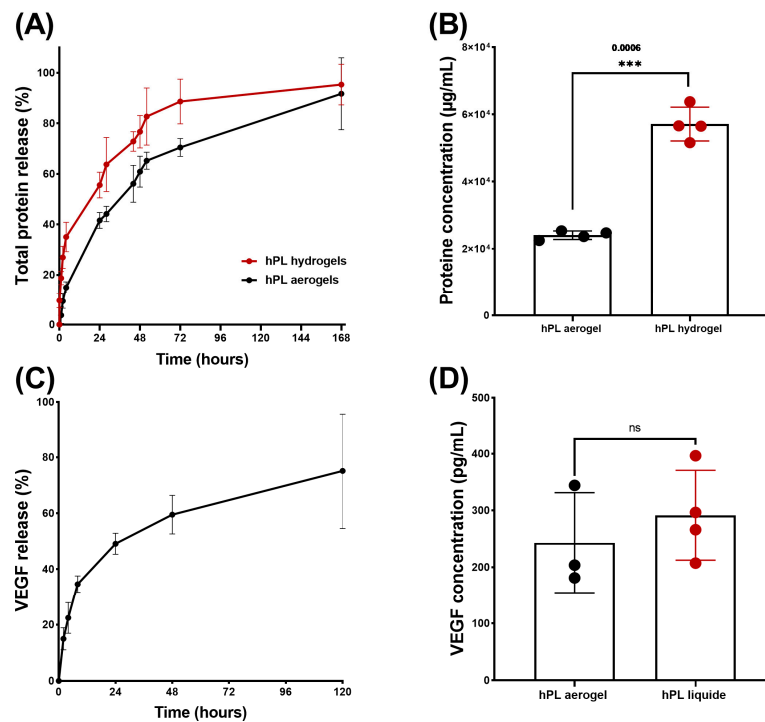 (A)
Total protein release (%)
100
80
60
40
20
0
hPL hydrogels
hPL aerogels
0 24 48 72 96 120 144 168
Time (hours)
(B)
Proteine concentration (µg/mL)
8×10⁴
6×10⁴
4×10⁴
2×10⁴
0
0.0006
***
hPL aerogel hPL hydrogel
(C)
VEGF release (%)
100
80
60
40
20
0
0 24 48 72 96 120
Time (hours)
(D)
VEGF concentration (pg/mL)
500
400
300
200
100
0
ns
hPL aerogel hPL liquide